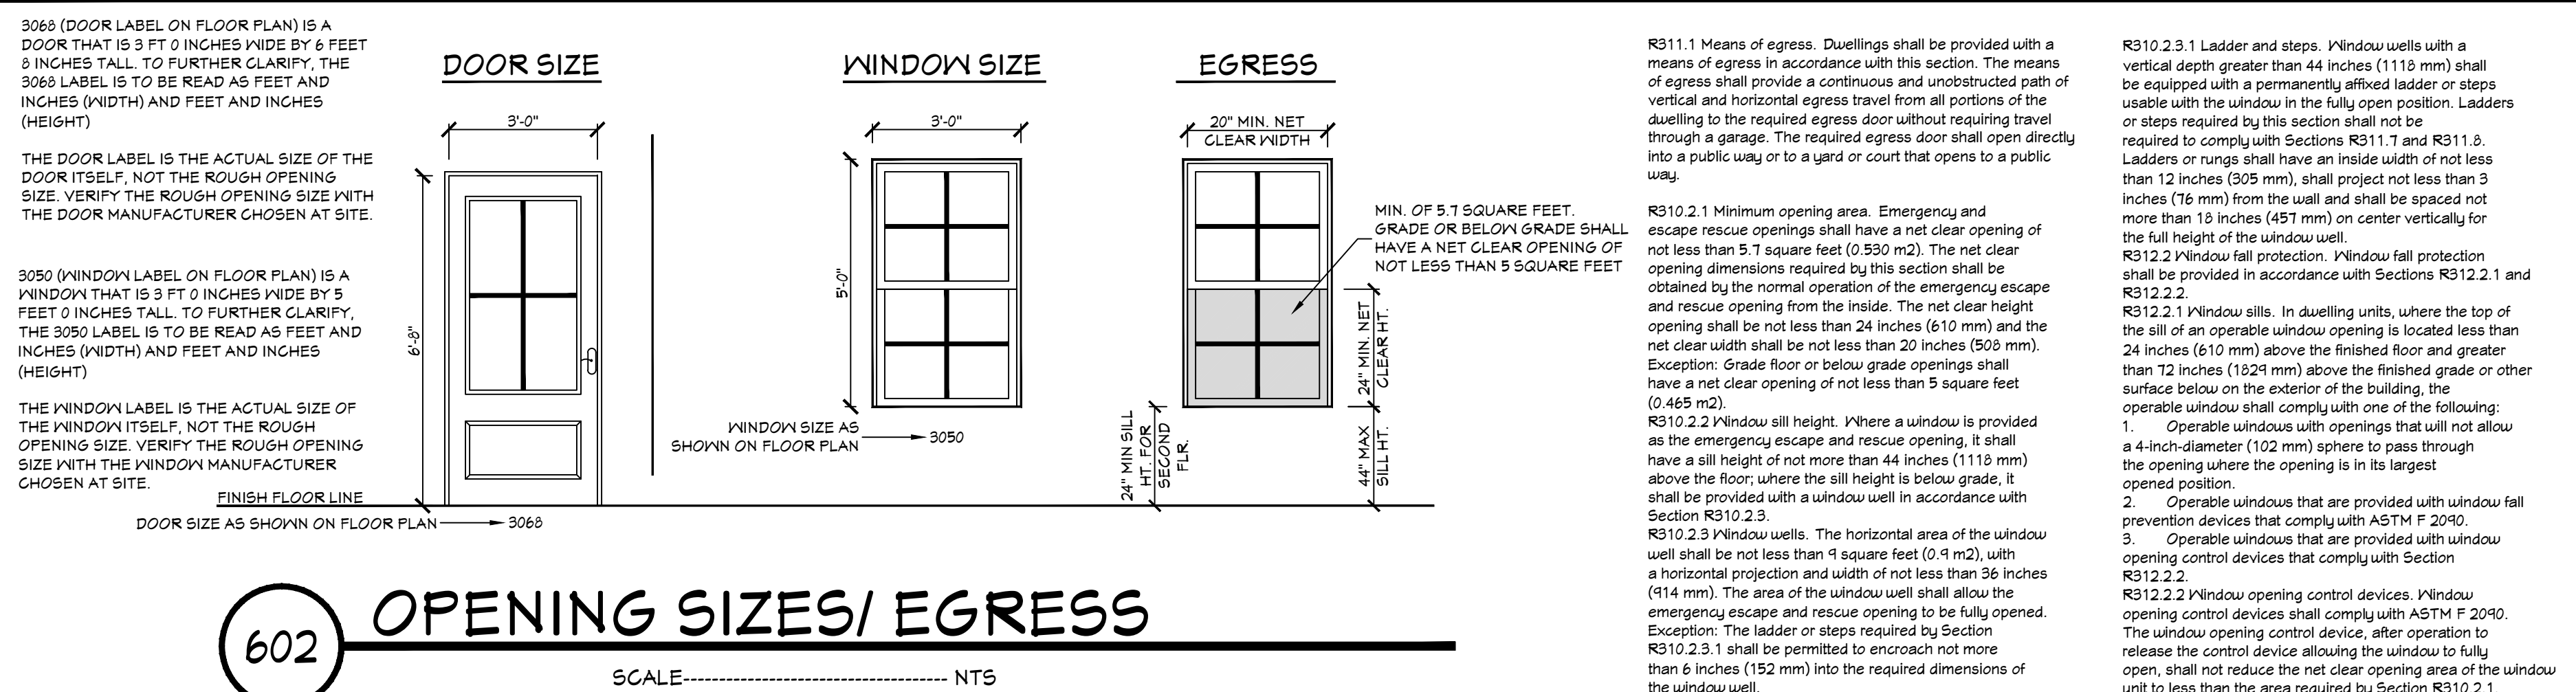 3068 (DOOR LABEL ON FLOOR PLAN) IS A
DOOR THAT IS 3 FT 0 INCHES WIDE BY 6 FEET
8 INCHES TALL. TO FURTHER CLARIFY, THE
3068 LABEL IS TO BE READ AS FEET AND
INCHES (WIDTH) AND FEET AND INCHES
(HEIGHT)
THE DOOR LABEL IS THE ACTUAL SIZE OF THE
DOOR ITSELF, NOT THE ROUGH OPENING
SIZE. VERIFY THE ROUGH OPENING SIZE WITH
THE DOOR MANUFACTURER CHOSEN AT SITE.
3050 (WINDOW LABEL ON FLOOR PLAN) IS A
WINDOW THAT IS 3 FT 0 INCHES WIDE BY 5
FEET 0 INCHES TALL. TO FURTHER CLARIFY,
THE 3050 LABEL IS TO BE READ AS FEET AND
INCHES (WIDTH) AND FEET AND INCHES
(HEIGHT)
THE WINDOW LABEL IS THE ACTUAL SIZE OF
THE WINDOW ITSELF, NOT THE ROUGH
OPENING SIZE. VERIFY THE ROUGH OPENING
SIZE WITH THE WINDOW MANUFACTURER
CHOSEN AT SITE.
FINISH FLOOR LINE
DOOR SIZE AS SHOWN ON FLOOR PLAN
3068
DOOR SIZE
3'-0"
6'-8"
WINDOW SIZE
3'-0"
5'-0"
WINDOW SIZE AS
SHOWN ON FLOOR PLAN
3050
EGRESS
20" MIN. NET
CLEAR WIDTH
MIN. OF 5.7 SQUARE FEET.
GRADE OR BELOW GRADE SHALL
HAVE A NET CLEAR OPENING OF
NOT LESS THAN 5 SQUARE FEET
24" MIN. NET
CLEAR HT.
24" MIN SILL
HT. FOR
SECOND
FLR.
44" MAX
SILL HT.
602
OPENING SIZES/ EGRESS
SCALE------------------------------------ NTS
R311.1 Means of egress. Dwellings shall be provided with a
means of egress in accordance with this section. The means
of egress shall provide a continuous and unobstructed path of
vertical and horizontal egress travel from all portions of the
dwelling to the required egress door without requiring travel
through a garage. The required egress door shall open directly
into a public way or to a yard or court that opens to a public
way.
R310.2.1 Minimum opening area. Emergency and
escape rescue openings shall have a net clear opening of
not less than 5.7 square feet (0.530 m2). The net clear
opening dimensions required by this section shall be
obtained by the normal operation of the emergency escape
and rescue opening from the inside. The net clear height
opening shall be not less than 24 inches (610 mm) and the
net clear width shall be not less than 20 inches (508 mm).
Exception: Grade floor or below grade openings shall
have a net clear opening of not less than 5 square feet
(0.465 m2).
R310.2.2 Window sill height. Where a window is provided
as the emergency escape and rescue opening, it shall
have a sill height of not more than 44 inches (1118 mm)
above the floor; where the sill height is below grade, it
shall be provided with a window well in accordance with
Section R310.2.3.
R310.2.3 Window wells. The horizontal area of the window
well shall be not less than 9 square feet (0.9 m2), with
a horizontal projection and width of not less than 36 inches
(914 mm). The area of the window well shall allow the
emergency escape and rescue opening to be fully opened.
Exception: The ladder or steps required by Section
R310.2.3.1 shall be permitted to encroach not more
than 6 inches (152 mm) into the required dimensions of
the window well.
R310.2.3.1 Ladder and steps. Window wells with a
vertical depth greater than 44 inches (1118 mm) shall
be equipped with a permanently affixed ladder or steps
usable with the window in the fully open position. Ladders
or steps required by this section shall not be
required to comply with Sections R311.7 and R311.8.
Ladders or rungs shall have an inside width of not less
than 12 inches (305 mm), shall project not less than 3
inches (76 mm) from the wall and shall be spaced not
more than 18 inches (457 mm) on center vertically for
the full height of the window well.
R312.2 Window fall protection. Window fall protection
shall be provided in accordance with Sections R312.2.1 and
R312.2.2.
R312.2.1 Window sills. In dwelling units, where the top of
the sill of an operable window opening is located less than
24 inches (610 mm) above the finished floor and greater
than 72 inches (1829 mm) above the finished grade or other
surface below on the exterior of the building, the
operable window shall comply with one of the following:
1. Operable windows with openings that will not allow
a 4-inch-diameter (102 mm) sphere to pass through
the opening where the opening is in its largest
opened position.
2. Operable windows that are provided with window fall
prevention devices that comply with ASTM F 2090.
3. Operable windows that are provided with window
opening control devices that comply with Section
R312.2.2.
R312.2.2 Window opening control devices. Window
opening control devices shall comply with ASTM F 2090.
The window opening control device, after operation to
release the control device allowing the window to fully
open, shall not reduce the net clear opening area of the window
unit to less than the area required by Section R310.2.1.